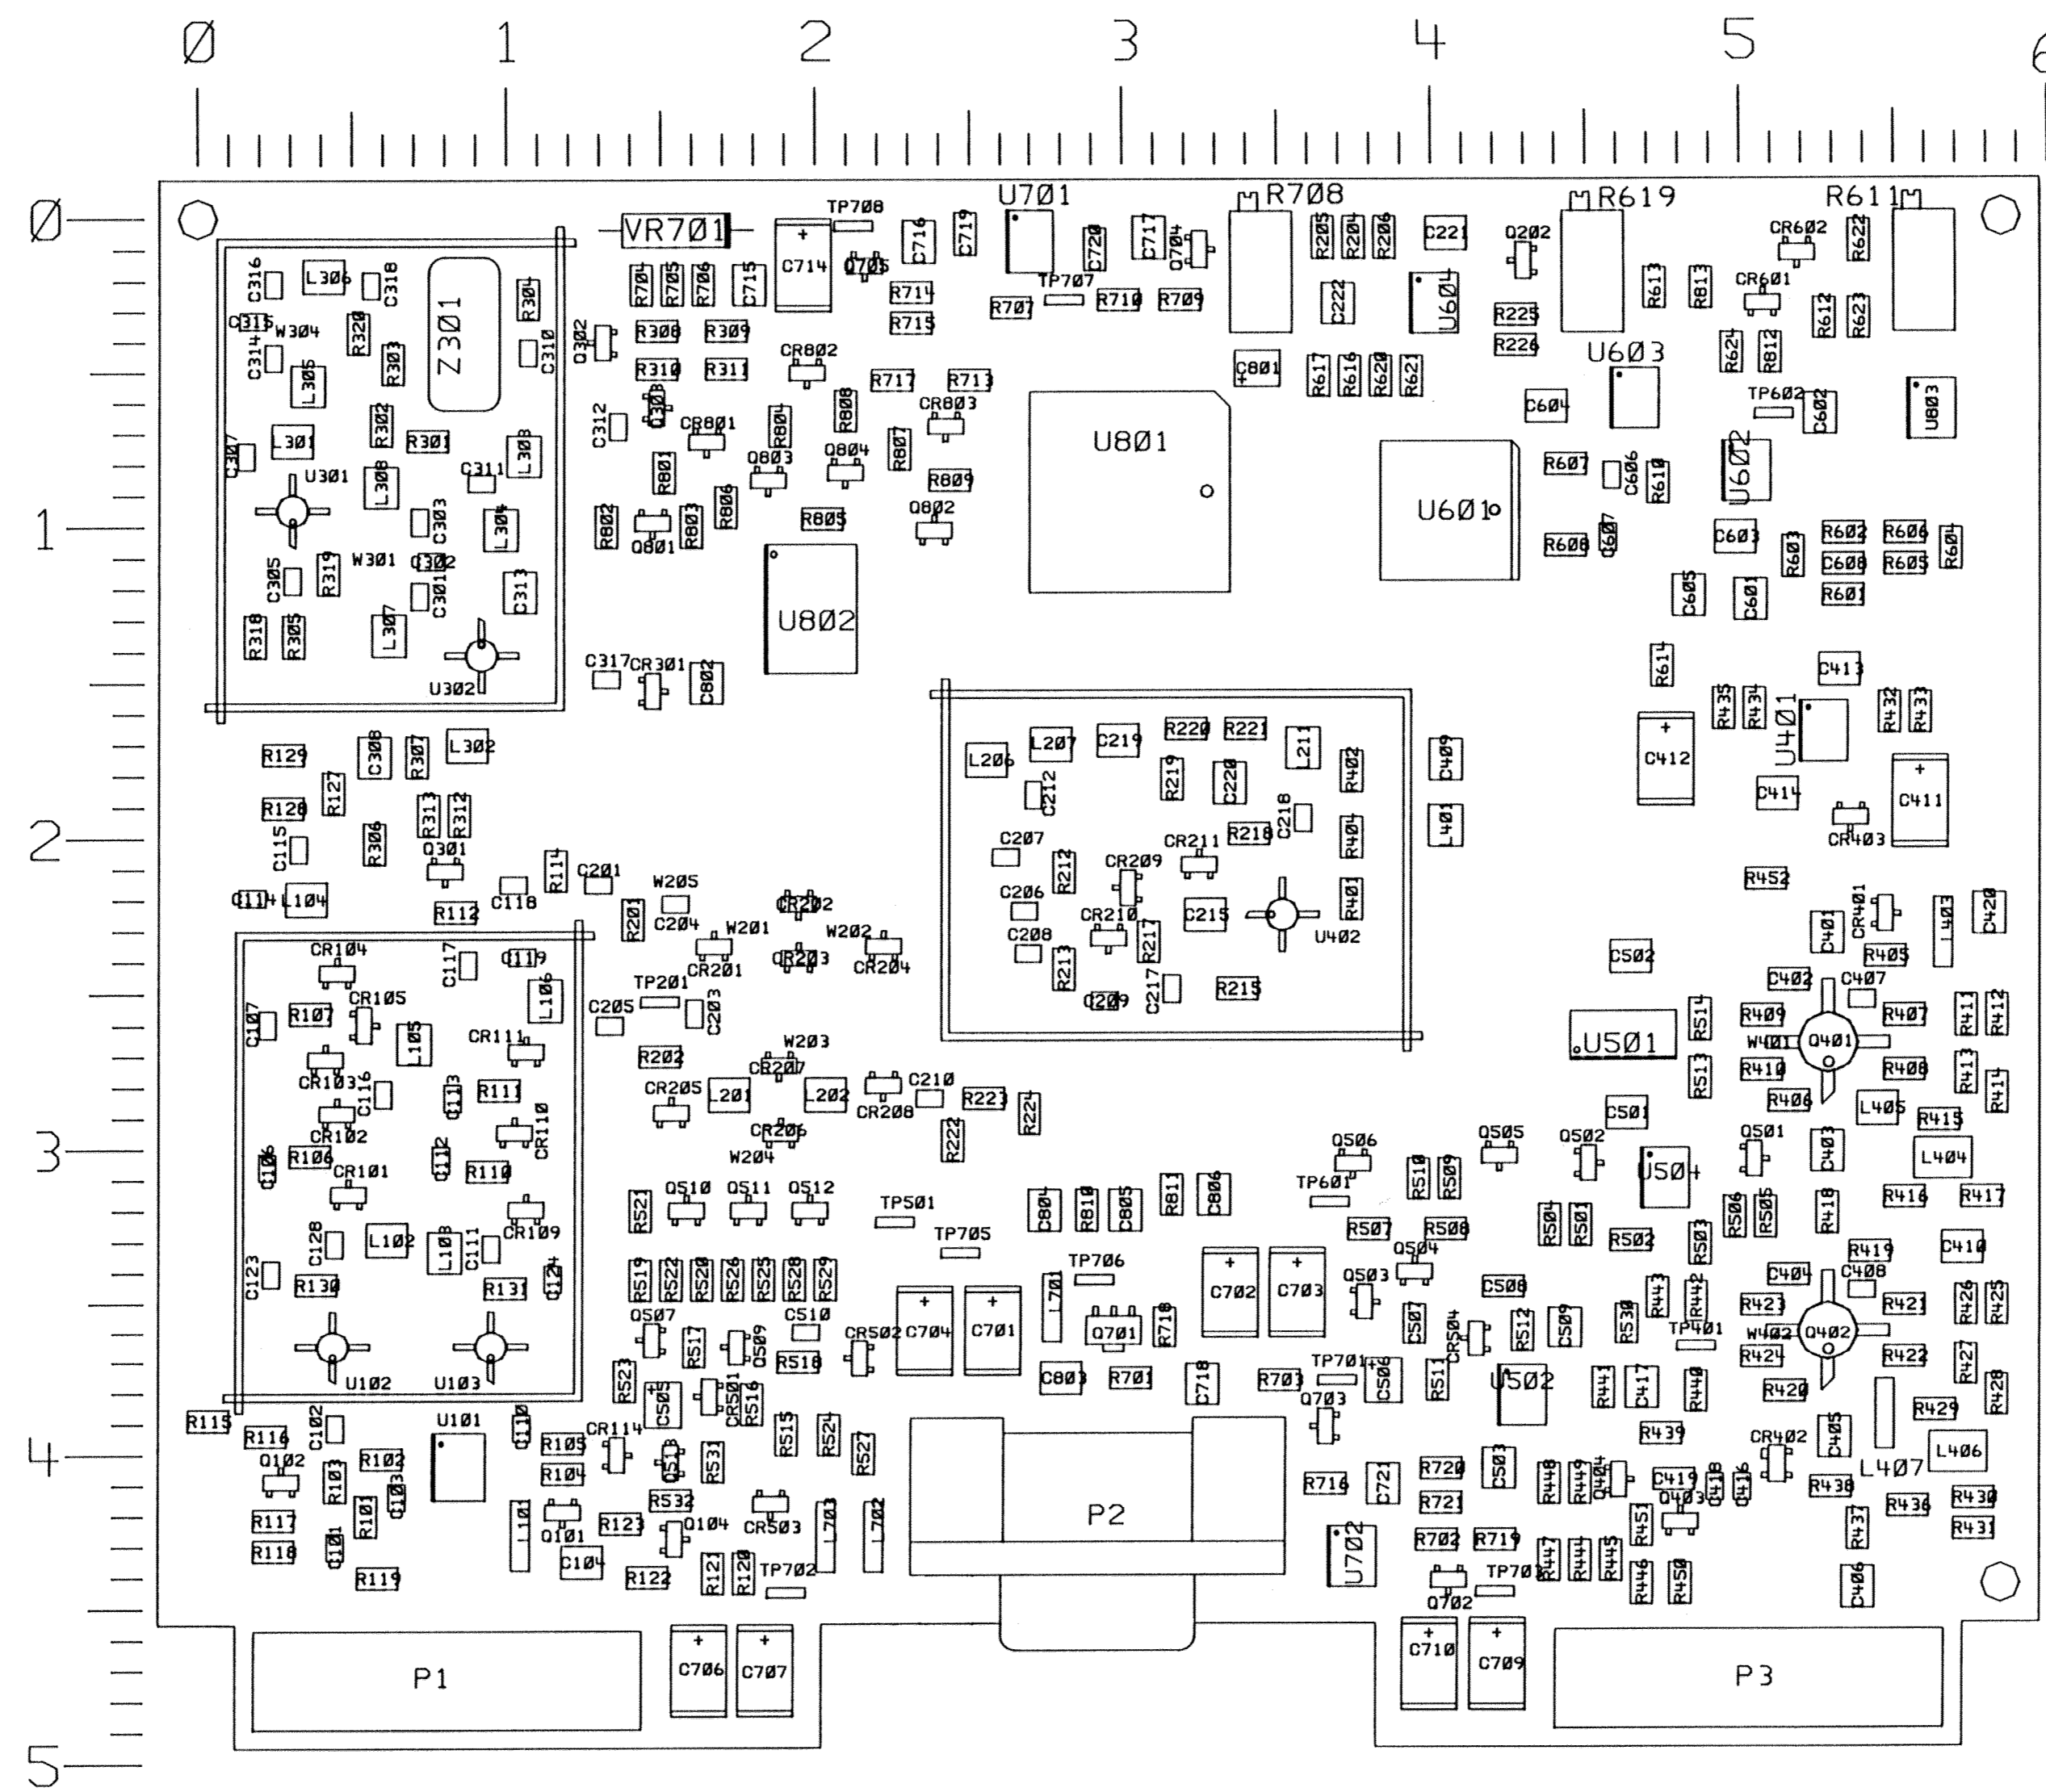 Ø 1 2 3 4 5 6
Ø
1
2
3
4
5
U701 R708 R619 R611
TP708
VR701 C714 Q705 C716 C719 C720 C717 Q704 R205 R204 R206 C221 Q202 CR602 R622
C316 L306 C318 Z301 R304 R704 R705 R706 C715 R714 R707 TP707 R710 R709 C222 U604 R225 R613 R813 CR601 R612 R623
C315 W304 R320 C310 Q302 R308 R309 R715 R226 U603 R624 R812
C314 L305 R303 R310 R311 CR802 R717 R713 C801 R617 R616 R620 R621
C307 L301 R302 R301 L303 C312 C308 CR801 R804 R808 CR803 U801 C604 TP602 C602 U803
U301 L308 C311 R801 Q803 Q804 R807 R809 R607 C606 R610 U602
C303 L304 R802 Q801 R803 R806 R805 Q802 U601 R608 C607 C603 R603 R602 R606 R604
C305 R319 W301 C302 C608 R605
C301 C313 U802 C605 C601 R601
R318 R305 L307
U302 C317 CR301 C802 R614 C413
R435 R434 U401 R432 R433
R129 C308 R307 L302 L206 L207 C219 R220 R221 L211 R402 C409 C412
R127 R128 R313 R312 C212 R219 C220 C218 C414 C411
C115 R306 Q301 R114 C201 C207 R212 CR209 CR211 R218 R404 L401 CR403
C114 L104 R112 C118 R201 W205 C204 CR202 C206 C215 R401 R452 CR401 L403 C420
CR104 C117 C119 W201 CR201 CR203 W202 CR204 C208 CR210 R217 R213 U402 C502 C401 R405
C107 R107 CR105 L105 L106 C205 TP201 C203 C209 C217 R215 C402 C407
CR111 R202 W203 CR207 U501 R514 R409 W401 Q401 R407 R411 R412
CR103 C116 C113 R111 CR205 L201 L202 CR208 C210 R223 R224 R513 R410 R408 R413 R414
CR102 CR110 CR206 W204 R222 C501 R406 L405 R415
C106 R106 C112 R110 Q506 Q505 Q502 Q501 C403 L404
CR101 R521 Q510 Q511 Q512 TP501 C804 R810 C805 R811 C806 TP601 R510 R509 U504 R416 R417
C128 L102 L103 C111 CR109 TP705 R507 R508 R504 R501 R502 R503 R506 R505 R418 R419 C410
C123 R130 R131 C124 R519 R522 R520 R526 R525 R528 R529 TP706 C702 C703 Q504 C508 C404 C408
Q507 R517 Q509 C510 R518 CR502 C704 C701 L701 Q701 R718 Q503 C507 CR504 R512 C509 R530 R443 R442 TP401 R423 W402 Q402 R421 R426 R425
U102 U103 R523 C505 CR501 R516 C803 R701 C718 R703 TP701 C506 R511 U502 R441 C417 R440 R424 R420 R422 R427 R428
R115 R116 C102 U101 C110 R105 CR114 R515 R524 R527 Q703 R439 CR402 C405 R429
Q102 R103 R102 C103 R104 Q513 R531 R716 C721 R720 C503 R448 R449 Q404 C419 C418 C416 L407 L406
R117 R101 L101 Q101 R123 R532 CR503 L703 L702 P2 R721 Q403 R438 R436 R430
R118 C101 R119 C104 R122 Q104 R121 R120 TP702 U702 R702 R719 R451 R437 R431
Q702 TP703 R447 R444 R445 R446 R450 C406
P1 C706 C707 C710 C709 P3